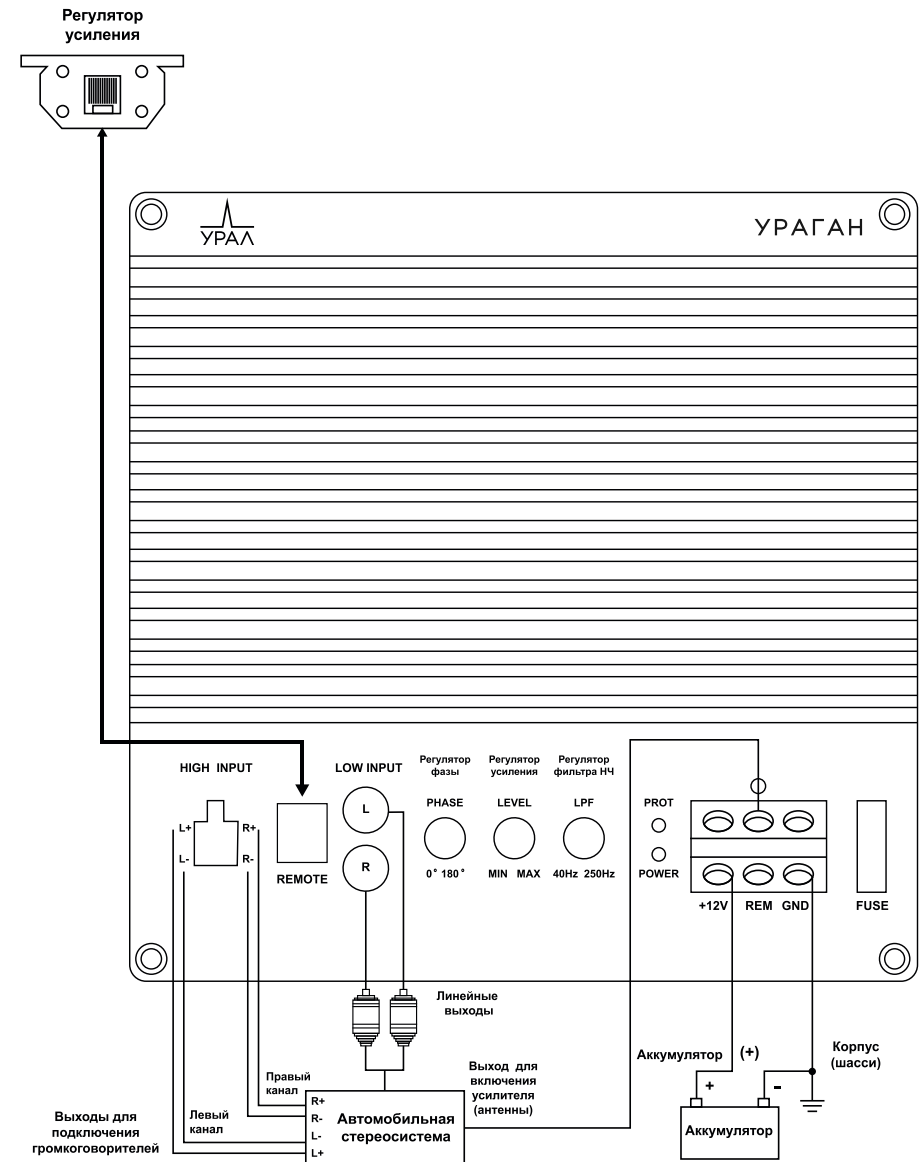 Регулятор
усиления
УРАЛ
УРАГАН
HIGH INPUT
LOW INPUT
Регулятор
фазы
Регулятор
усиления
Регулятор
фильтра НЧ
L+
R+
L-
R-
REMOTE
L
R
PHASE
0° 180°
LEVEL
MIN MAX
LPF
40Hz 250Hz
PROT
POWER
+12V REM GND
FUSE
Линейные
выходы
Правый
канал
Левый
канал
Выходы для
подключения
громкоговорителей
R+
R-
L-
L+
Автомобильная
стереосистема
Выход для
включения
усилителя
(антенны)
Аккумулятор (+)
Корпус
(шасси)
+
-
Аккумулятор